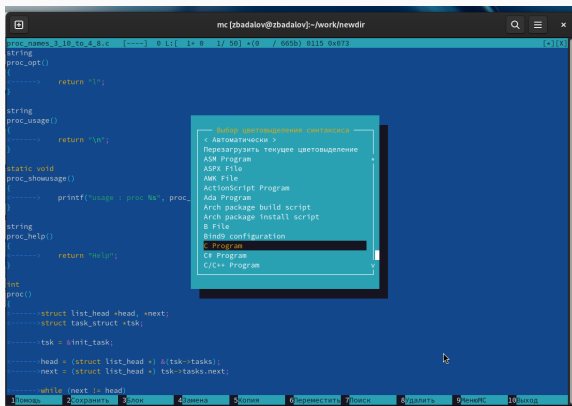 mc [zbadalov@zbadalov]:~/work/newdir
proc_names_3_10_to_4_8.c [----] 0 L:[ 1+ 0 1/ 50] *(0 / 665b) 0115 0x073 [*][X]
string
proc_opt()
{
<------> return "l";
}
string
proc_usage()
{
<------> return "\n";
}
static void
proc_showusage()
{
<------> printf("usage : proc %s", proc_
}
string
proc_help()
{
<------> return "Help";
}
int
proc()
{
<------>struct list_head *head, *next;
<------>struct task_struct *tsk;
<------>tsk = &init_task;
<------>head = (struct list_head *) &(tsk->tasks);
<------>next = (struct list_head *) tsk->tasks.next;
<------>while (next != head)
Выбор цветовыделения синтаксиса
< Автоматически >
Перезагрузить текущее цветовыделение
ASM Program
ASPX File
AWK File
ActionScript Program
Ada Program
Arch package build script
Arch package install script
B File
Bind9 configuration
C Program
C# Program
C/C++ Program
1Помощь 2Сохранить 3Блок 4Замена 5Копия 6Переместить 7Поиск 8Удалить 9МенюMC 10Выход